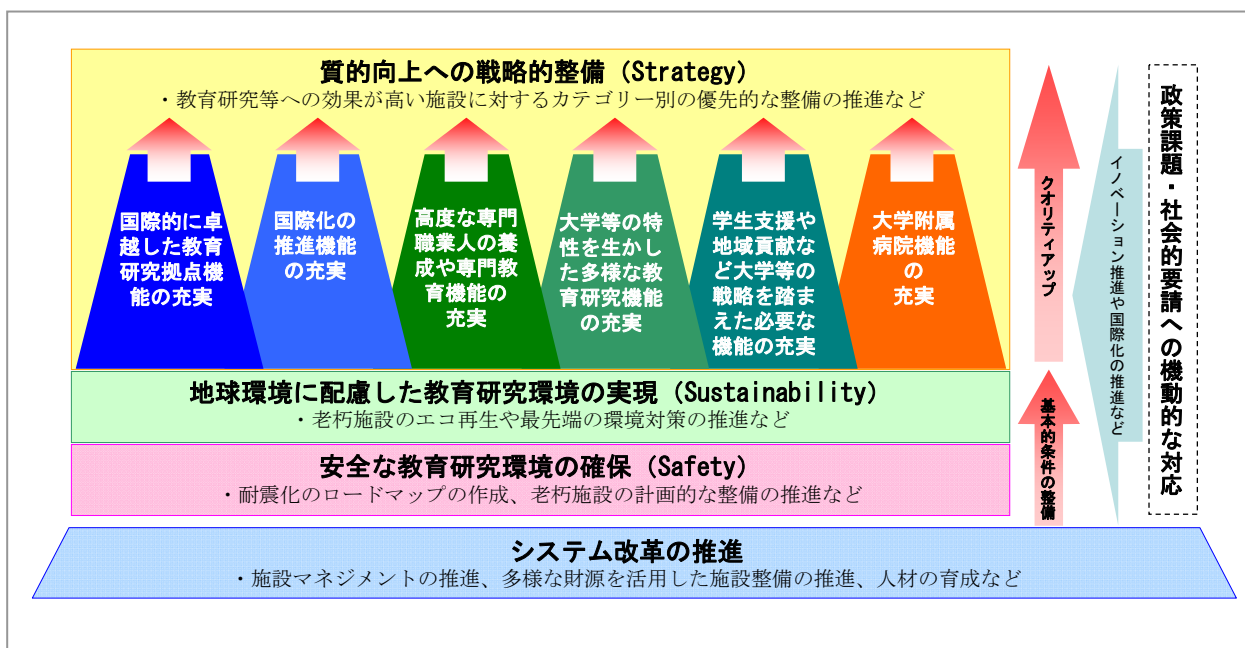 質的向上への戦略的整備（Strategy）
・教育研究等への効果が高い施設に対するカテゴリー別の優先的な整備の推進など
国際的に卓
越した教育
研究拠点機
能の充実
国際化の
推進機能
の充実
高度な専門
職業人の養
成や専門教
育機能の
充実
大学等の特
性を生かし
た多様な教
育研究機能
の充実
学生支援や
地域貢献な
ど大学等の
戦略を踏ま
えた必要な
機能の充実
大学附属
病院機能
の
充実
地球環境に配慮した教育研究環境の実現（Sustainability）
・老朽施設のエコ再生や最先端の環境対策の推進など
安全な教育研究環境の確保（Safety）
・耐震化のロードマップの作成、老朽施設の計画的な整備の推進など
システム改革の推進
・施設マネジメントの推進、多様な財源を活用した施設整備の推進、人材の育成など
クオリティアップ
基本的条件の整備
イノベーション推進や国際化の推進など
政策課題・社会的要請への機動的な対応